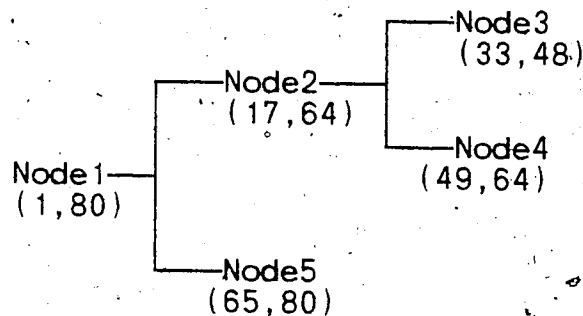 Node3
(33,48)
Node2
(17,64)
Node4
(49,64)
Node1
(1,80)
Node5
(65,80)